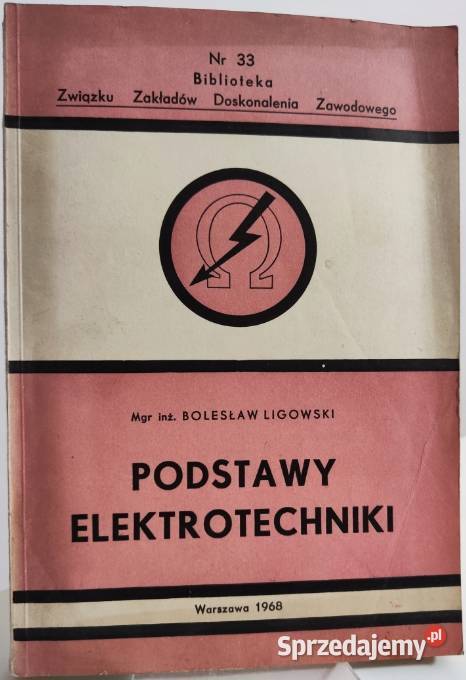 Nr 33
Biblioteka
Związku Zakładów Doskonalenia Zawodowego
Ω
Mgr inż. BOLESŁAW LIGOWSKI
PODSTAWY
ELEKTROTECHNIKI
Warszawa 1968
Sprzedajemy.pl